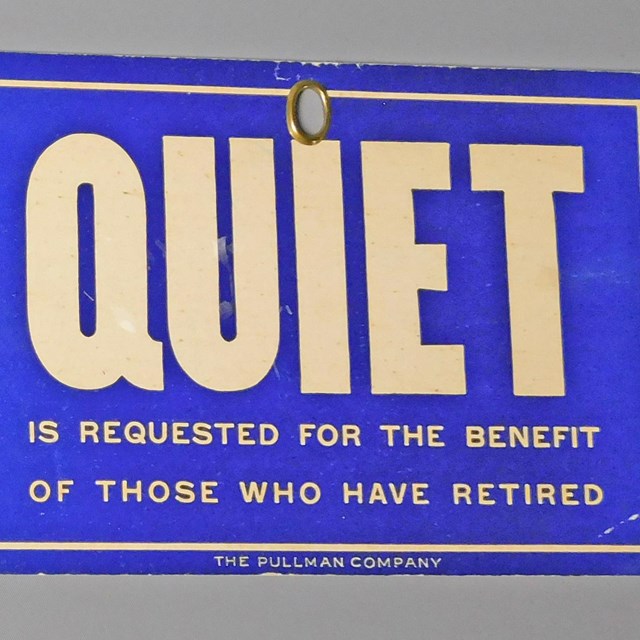 QUIET
IS REQUESTED FOR THE BENEFIT
OF THOSE WHO HAVE RETIRED
THE PULLMAN COMPANY